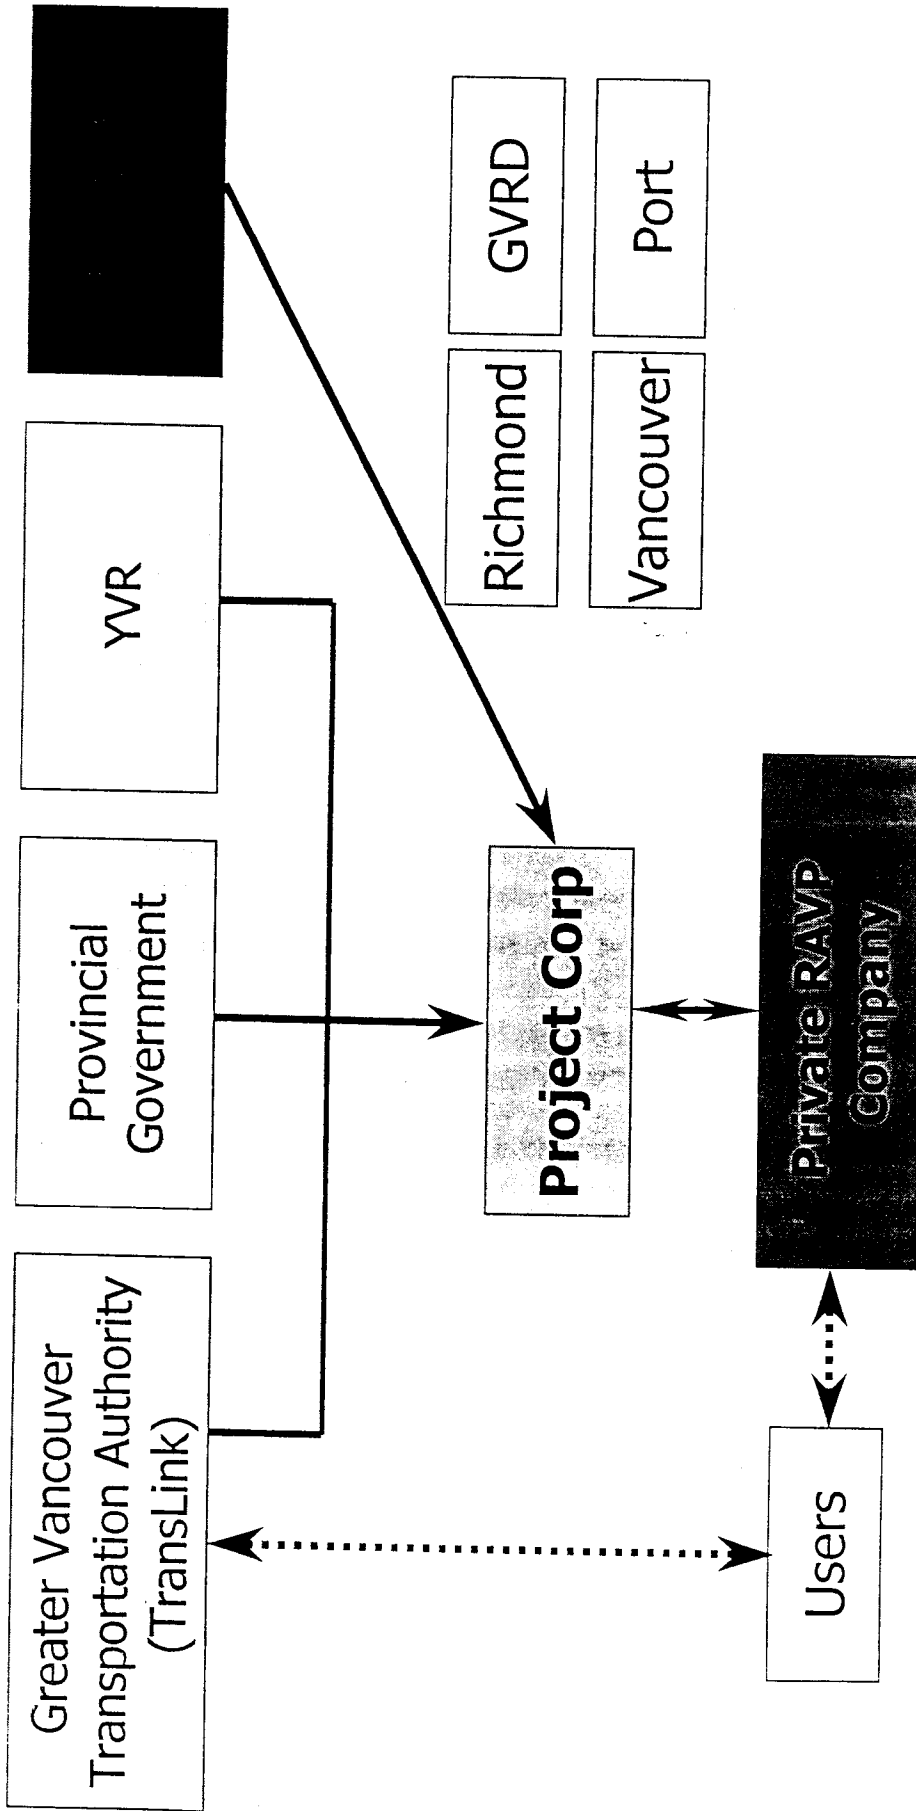 Greater Vancouver
Transportation Authority
(TransLink)
Provincial
Government
YVR
Project Corp
Richmond
GVRD
Vancouver
Port
Users
Private RAVP
Company